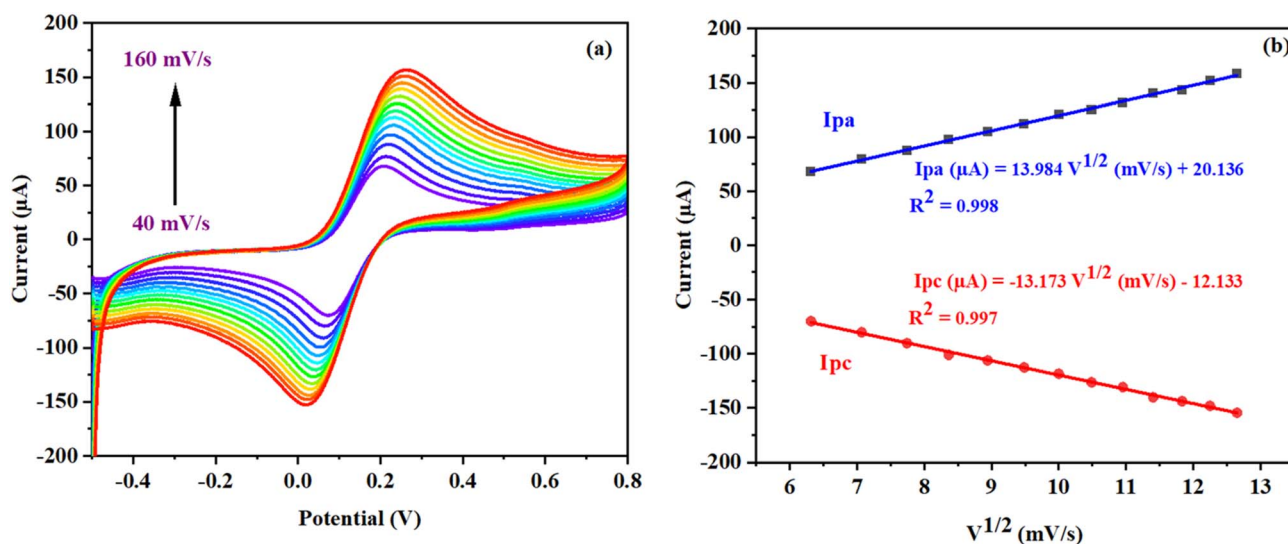 (a)
160 mV/s
40 mV/s
200
150
100
50
0
-50
-100
-150
-200
Current (µA)
-0.4
-0.2
0.0
0.2
0.4
0.6
0.8
Potential (V)
(b)
Ipa
Ipa (µA) = 13.984 V^1/2 (mV/s) + 20.136
R^2 = 0.998
Ipc (µA) = -13.173 V^1/2 (mV/s) - 12.133
R^2 = 0.997
Ipc
200
150
100
50
0
-50
-100
-150
-200
Current (µA)
6
7
8
9
10
11
12
13
V^1/2 (mV/s)